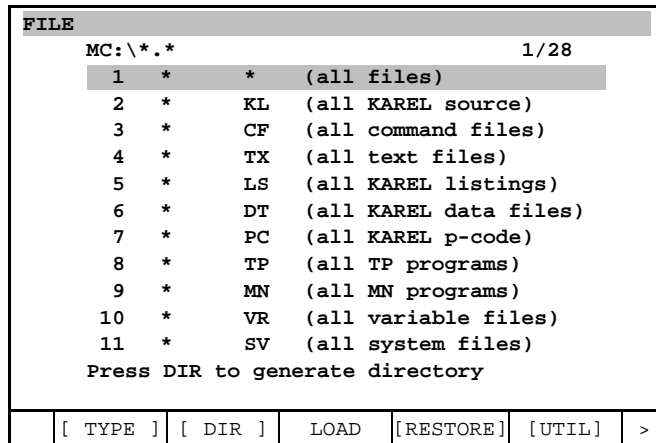 FILE
MC:\*.* 1/28
1 * * (all files)
2 * KL (all KAREL source)
3 * CF (all command files)
4 * TX (all text files)
5 * LS (all KAREL listings)
6 * DT (all KAREL data files)
7 * PC (all KAREL p-code)
8 * TP (all TP programs)
9 * MN (all MN programs)
10 * VR (all variable files)
11 * SV (all system files)
Press DIR to generate directory
[ TYPE ] [ DIR ] LOAD [RESTORE] [UTIL] >